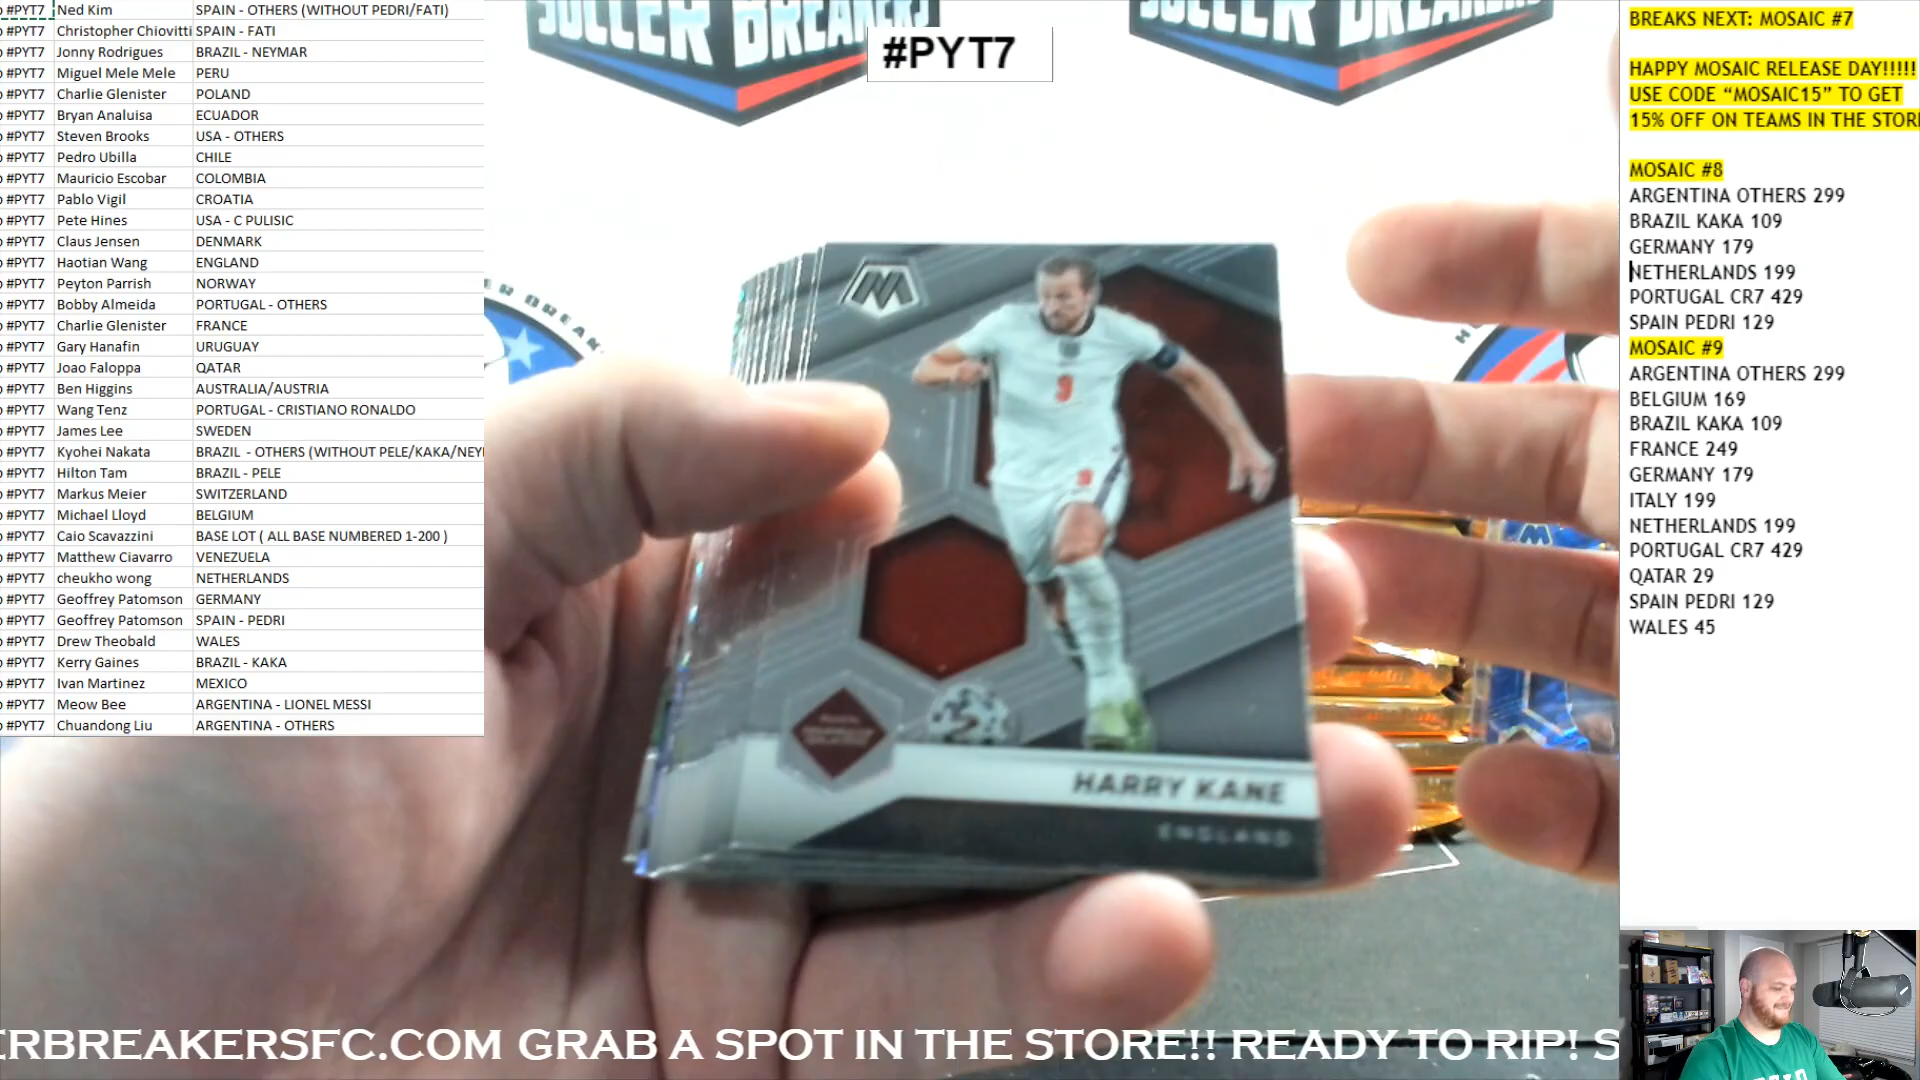 #PYT7 Ned Kim SPAIN - OTHERS (WITHOUT PEDRI/FATI)
#PYT7 Christopher Chiovitti SPAIN - FATI
#PYT7 Jonny Rodrigues BRAZIL - NEYMAR
#PYT7 Miguel Mele Mele PERU
#PYT7 Charlie Glenister POLAND
#PYT7 Bryan Analuisa ECUADOR
#PYT7 Steven Brooks USA - OTHERS
#PYT7 Pedro Ubilla CHILE
#PYT7 Mauricio Escobar COLOMBIA
#PYT7 Pablo Vigil CROATIA
#PYT7 Pete Hines USA - C PULISIC
#PYT7 Claus Jensen DENMARK
#PYT7 Haotian Wang ENGLAND
#PYT7 Peyton Parrish NORWAY
#PYT7 Bobby Almeida PORTUGAL - OTHERS
#PYT7 Charlie Glenister FRANCE
#PYT7 Gary Hanafin URUGUAY
#PYT7 Joao Faloppa QATAR
#PYT7 Ben Higgins AUSTRALIA/AUSTRIA
#PYT7 Wang Tenz PORTUGAL - CRISTIANO RONALDO
#PYT7 James Lee SWEDEN
#PYT7 Kyohei Nakata BRAZIL - OTHERS (WITHOUT PELE/KAKA/NEY
#PYT7 Hilton Tam BRAZIL - PELE
#PYT7 Markus Meier SWITZERLAND
#PYT7 Michael Lloyd BELGIUM
#PYT7 Caio Scavazzini BASE LOT ( ALL BASE NUMBERED 1-200 )
#PYT7 Matthew Ciavarro VENEZUELA
#PYT7 cheukho wong NETHERLANDS
#PYT7 Geoffrey Patomson GERMANY
#PYT7 Geoffrey Patomson SPAIN - PEDRI
#PYT7 Drew Theobald WALES
#PYT7 Kerry Gaines BRAZIL - KAKA
#PYT7 Ivan Martinez MEXICO
#PYT7 Meow Bee ARGENTINA - LIONEL MESSI
#PYT7 Chuandong Liu ARGENTINA - OTHERS
SOCCER BREAKERS
SOCCER BREAKERS
#PYT7
9
9
HARRY KANE
ENGLAND
BREAKS NEXT: MOSAIC #7
HAPPY MOSAIC RELEASE DAY!!!!!
USE CODE “MOSAIC15” TO GET
15% OFF ON TEAMS IN THE STOR
MOSAIC #8
ARGENTINA OTHERS 299
BRAZIL KAKA 109
GERMANY 179
NETHERLANDS 199
PORTUGAL CR7 429
SPAIN PEDRI 129
MOSAIC #9
ARGENTINA OTHERS 299
BELGIUM 169
BRAZIL KAKA 109
FRANCE 249
GERMANY 179
ITALY 199
NETHERLANDS 199
PORTUGAL CR7 429
QATAR 29
SPAIN PEDRI 129
WALES 45
ERBREAKERSFC.COM GRAB A SPOT IN THE STORE!! READY TO RIP! S